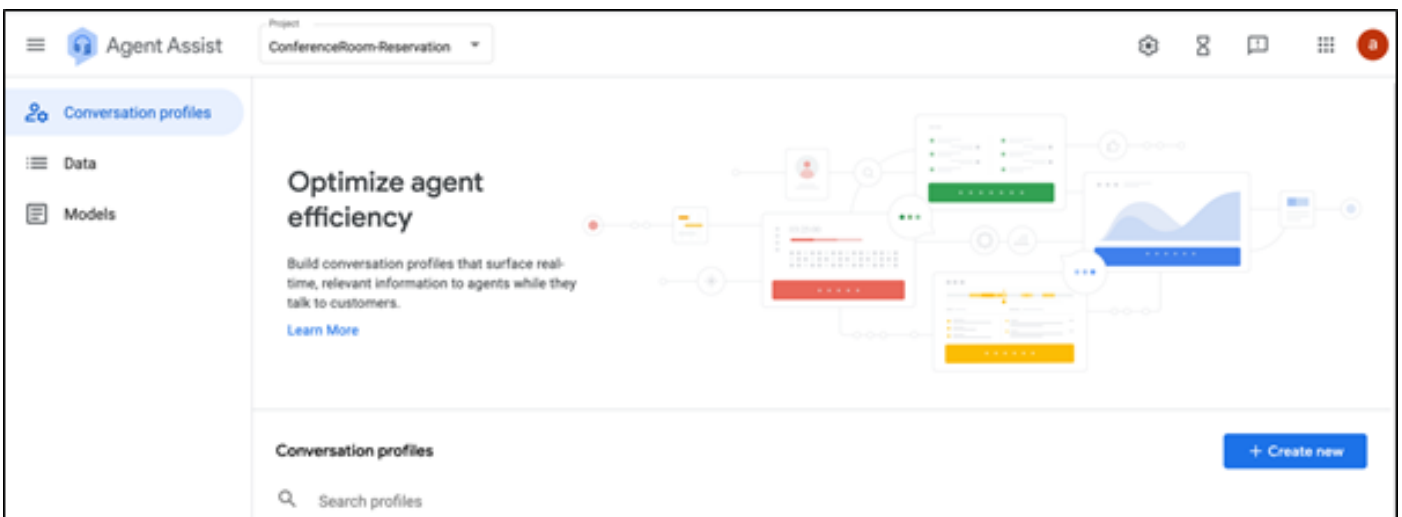 Project
Agent Assist
ConferenceRoom-Reservation
a
Conversation profiles
Data
Models
Optimize agent
efficiency
Build conversation profiles that surface real-
time, relevant information to agents while they
talk to customers.
Learn More
Conversation profiles
+ Create new
Search profiles